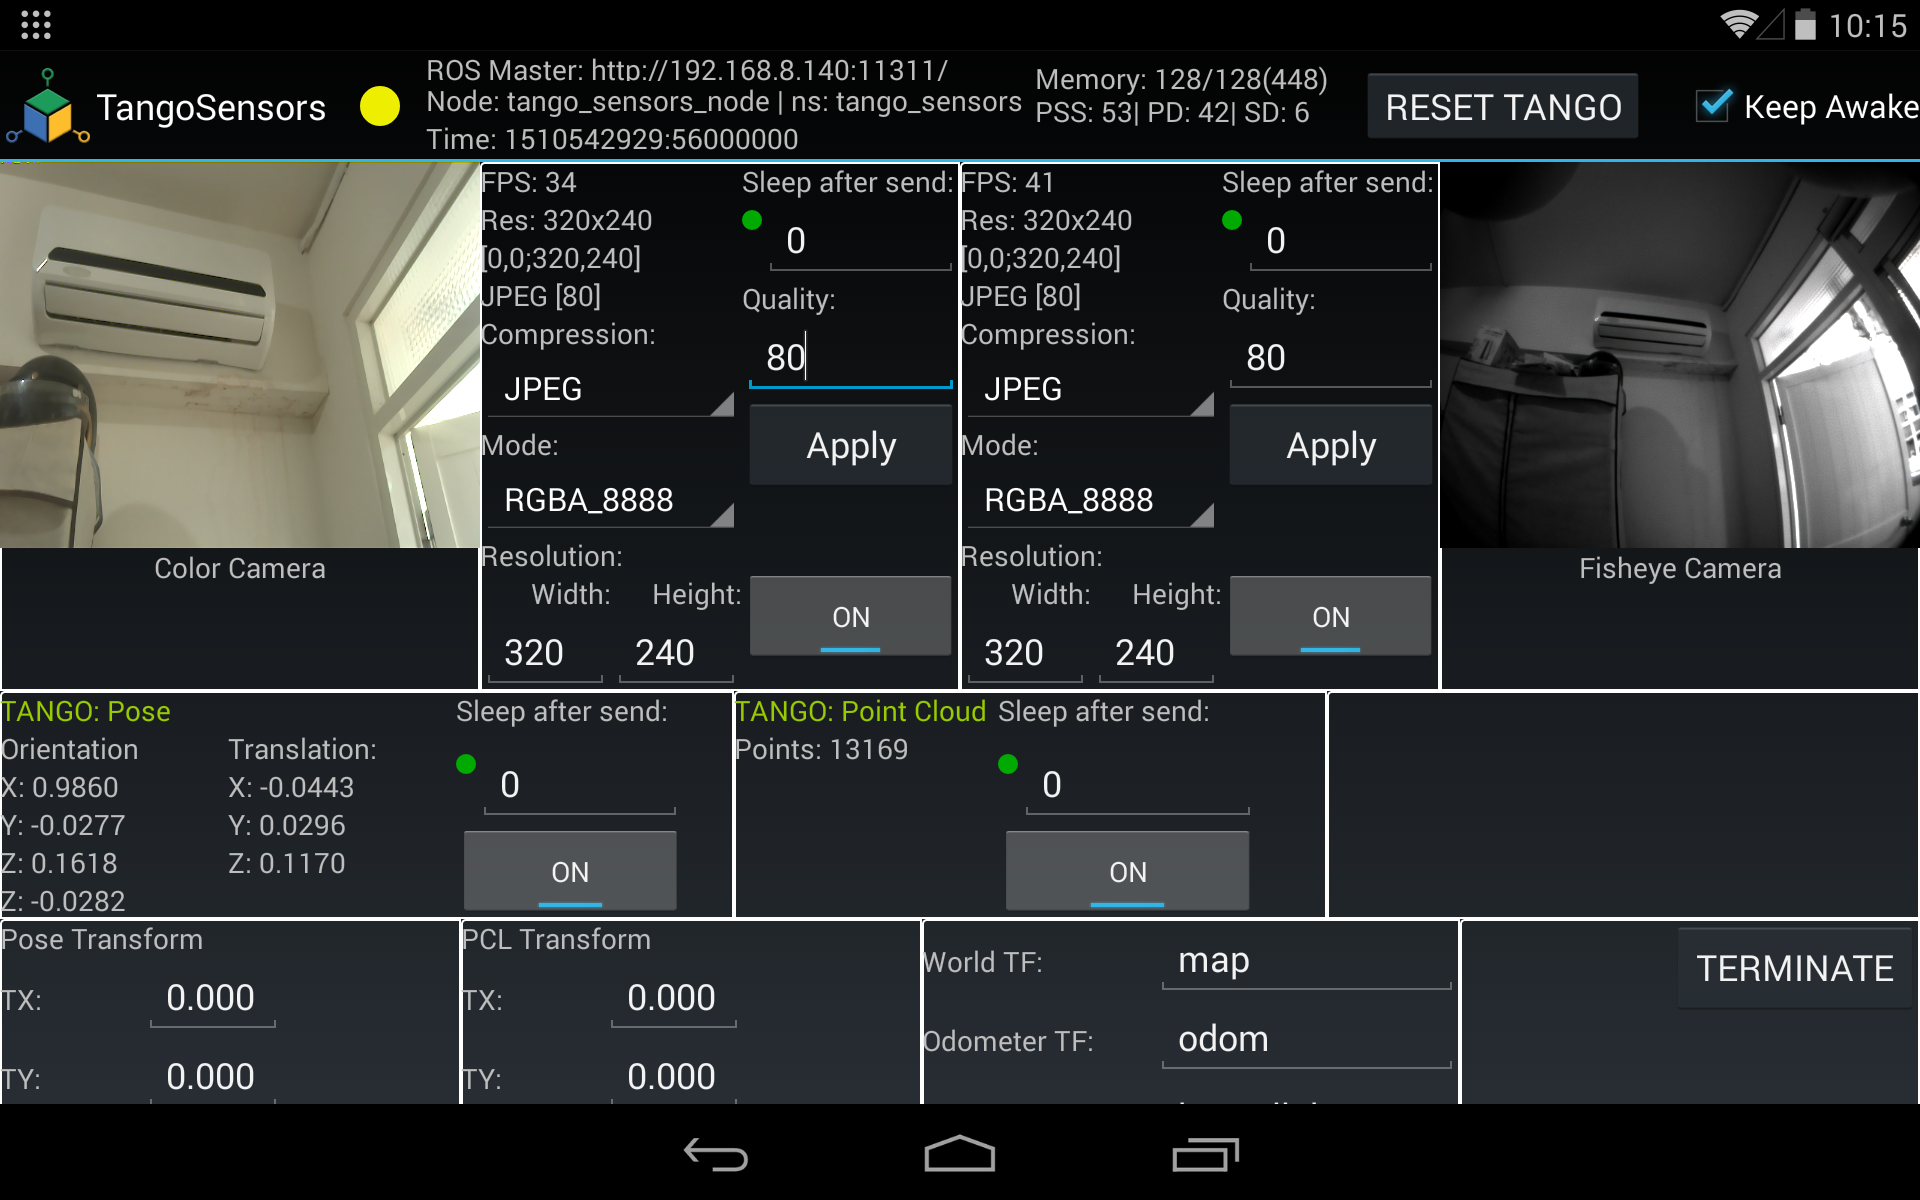 10:15
TangoSensors
ROS Master: http://192.168.8.140:11311/
Node: tango_sensors_node | ns: tango_sensors
Time: 1510542929:56000000
Memory: 128/128(448)
PSS: 53| PD: 42| SD: 6
RESET TANGO
Keep Awake
Color Camera
FPS: 34
Res: 320x240
[0,0;320,240]
JPEG [80]
Compression:
JPEG
Mode:
RGBA_8888
Resolution:
Width: Height:
320 240
Sleep after send:
0
Quality:
80
Apply
ON
FPS: 41
Res: 320x240
[0,0;320,240]
JPEG [80]
Compression:
JPEG
Mode:
RGBA_8888
Resolution:
Width: Height:
320 240
Sleep after send:
0
Quality:
80
Apply
ON
Fisheye Camera
TANGO: Pose
Orientation
X: 0.9860
Y: -0.0277
Z: 0.1618
Z: -0.0282
Translation:
X: -0.0443
Y: 0.0296
Z: 0.1170
Sleep after send:
0
ON
TANGO: Point Cloud
Points: 13169
Sleep after send:
0
ON
Pose Transform
TX: 0.000
TY: 0.000
PCL Transform
TX: 0.000
TY: 0.000
World TF: map
Odometer TF: odom
TERMINATE